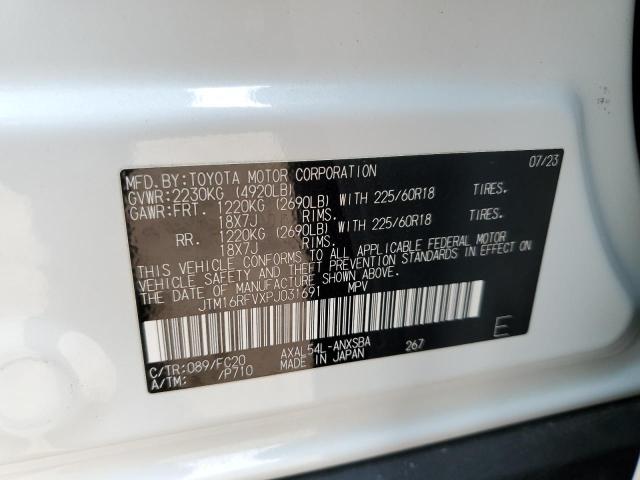 MFD.BY:TOYOTA MOTOR CORPORATION 07/23
GVWR:2230KG (4920LB)
GAWR:FRT. 1220KG (2690LB) WITH 225/60R18 TIRES.
18X7J RIMS.
RR. 1220KG (2690LB) WITH 225/60R18 TIRES.
18X7J RIMS.
THIS VEHICLE CONFORMS TO ALL APPLICABLE FEDERAL MOTOR
VEHICLE SAFETY AND THEFT PREVENTION STANDARDS IN EFFECT ON
THE DATE OF MANUFACTURE SHOWN ABOVE.
JTM16RFVXPJ031691 MPV
C/TR:089/FC20 AXAL54L-ANXSBA 267 E
A/TM: /P710 MADE IN JAPAN